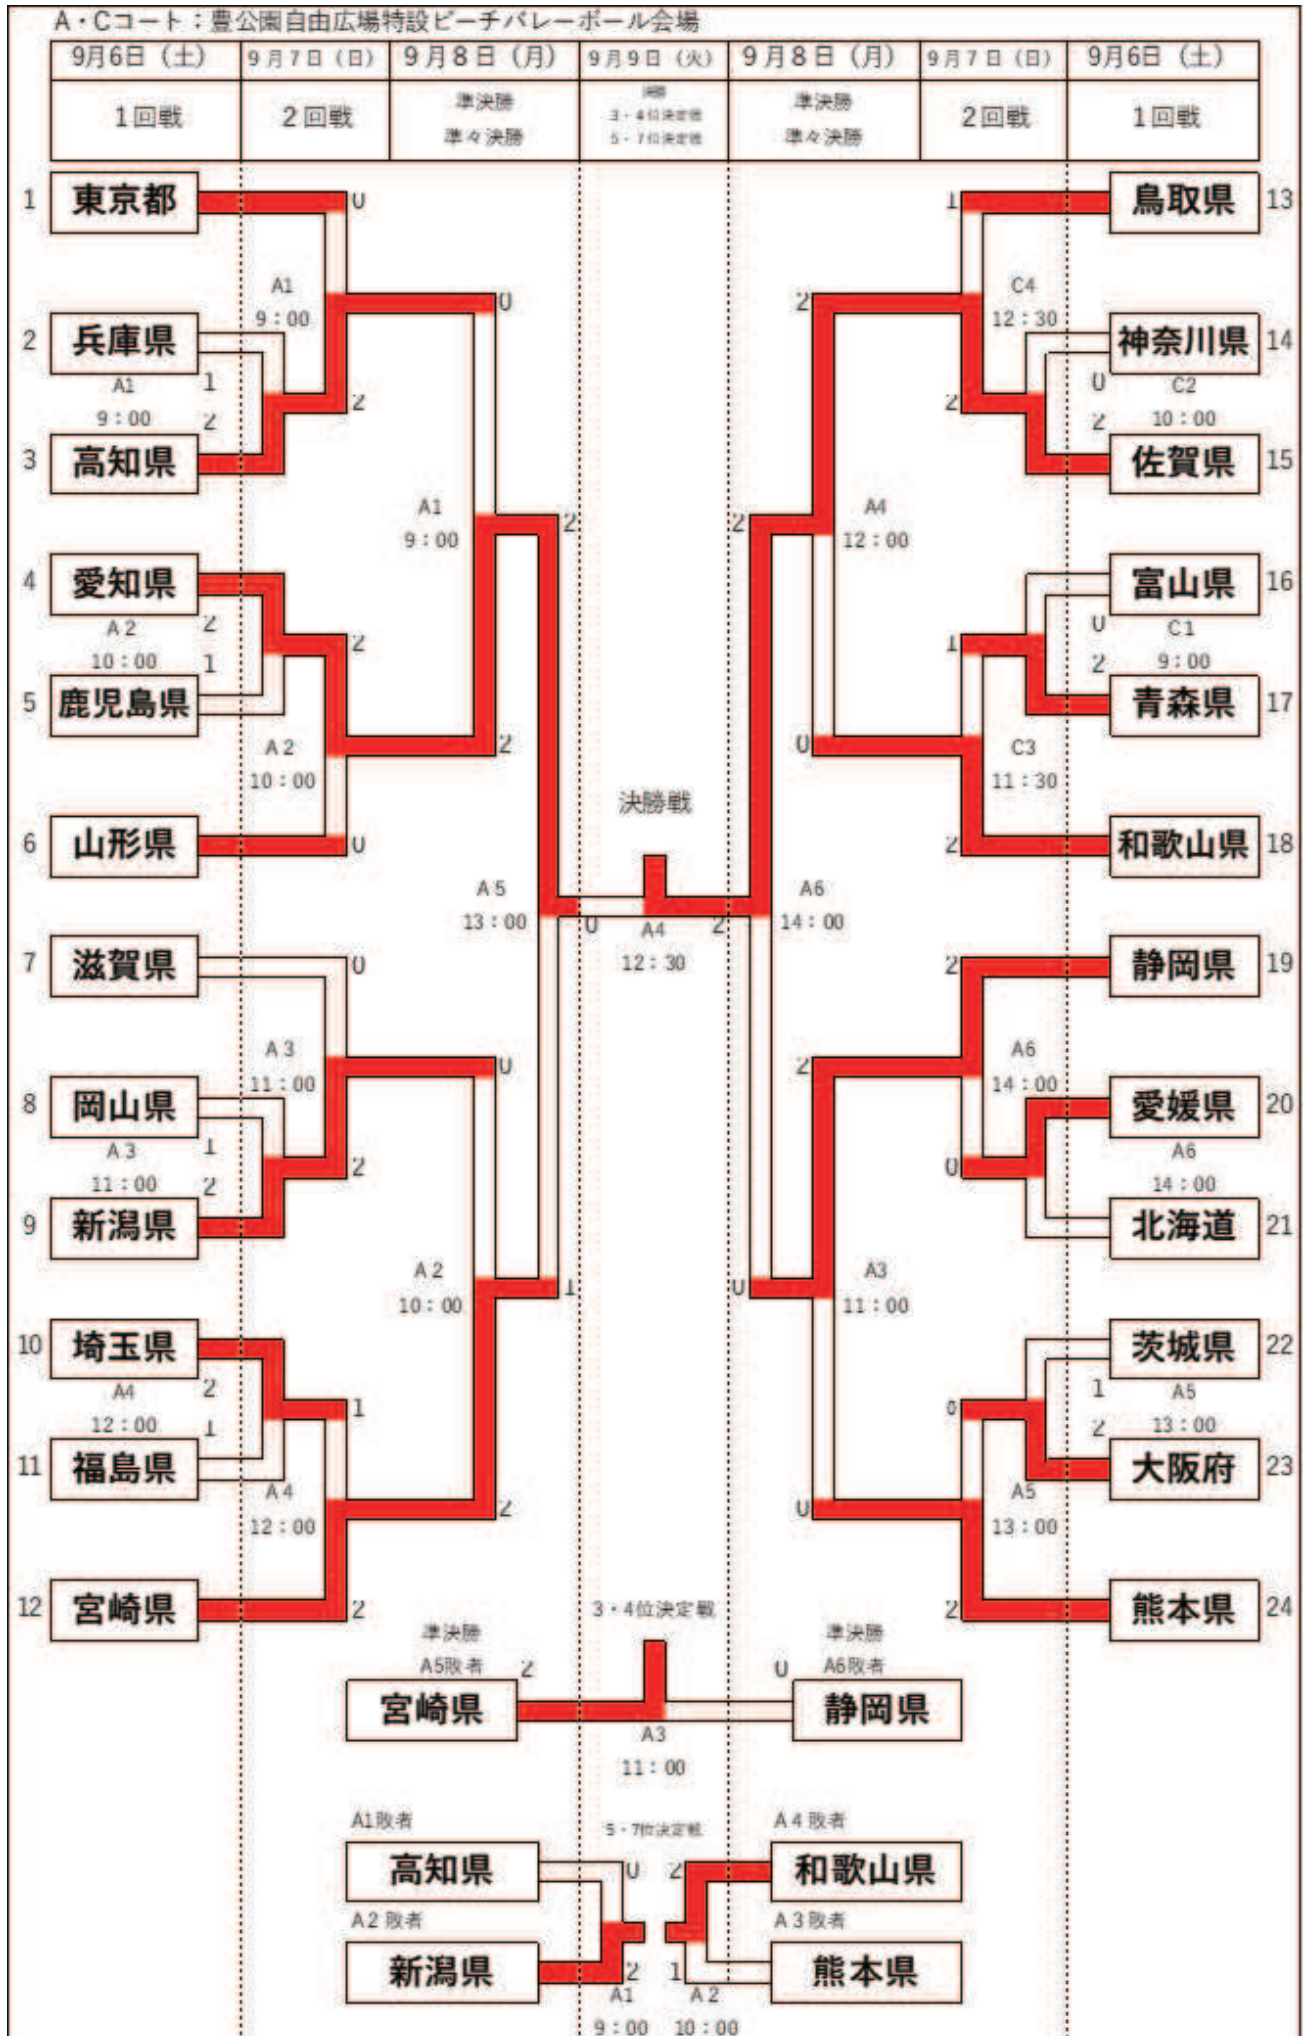 A・Cコート：豊公園自由広場特設ビーチバレーボール会場
9月6日（土） 9月7日（日） 9月8日（月） 9月9日（火） 9月8日（月） 9月7日（日） 9月6日（土）
1回戦 2回戦 準決勝 準々決勝 決勝 3・4位決定戦 5・7位決定戦 準決勝 準々決勝 2回戦 1回戦
1 東京都 0 1 鳥取県 13
A1 C4
9：00 0 2 12：30
2 兵庫県 神奈川県 14
A1 1 0 C2
9：00 2 2 2 2 10：00
3 高知県 佐賀県 15
A1 A4
9：00 2 2 12：00
4 愛知県 富山県 16
A2 2 0 C1
10：00 1 2 1 2 9：00
5 鹿児島県 青森県 17
A2 2 0 C3
10：00 11：30
決勝戦
6 山形県 0 2 和歌山県 18
A5 A6
13：00 0 A4 2 14：00
12：30
7 滋賀県 0 2 静岡県 19
A3 0 2 A6
11：00 14：00
8 岡山県 愛媛県 20
A3 1 A6
11：00 2 2 0 14：00
9 新潟県 北海道 21
A2 1 0 A3
10：00 11：00
10 埼玉県 茨城県 22
A4 2 1 A5
12：00 1 1 0 2 13：00
11 福島県 大阪府 23
A4 2 0 A5
12：00 13：00
12 宮崎県 2 2 熊本県 24
3・4位決定戦
準決勝 準決勝
A5敗者 2 0 A6敗者
宮崎県 静岡県
A3
11：00
A1敗者 5・7位決定戦 A4敗者
高知県 0 2 和歌山県
A2敗者 A3敗者
新潟県 2 1 熊本県
A1 A2
9：00 10：00